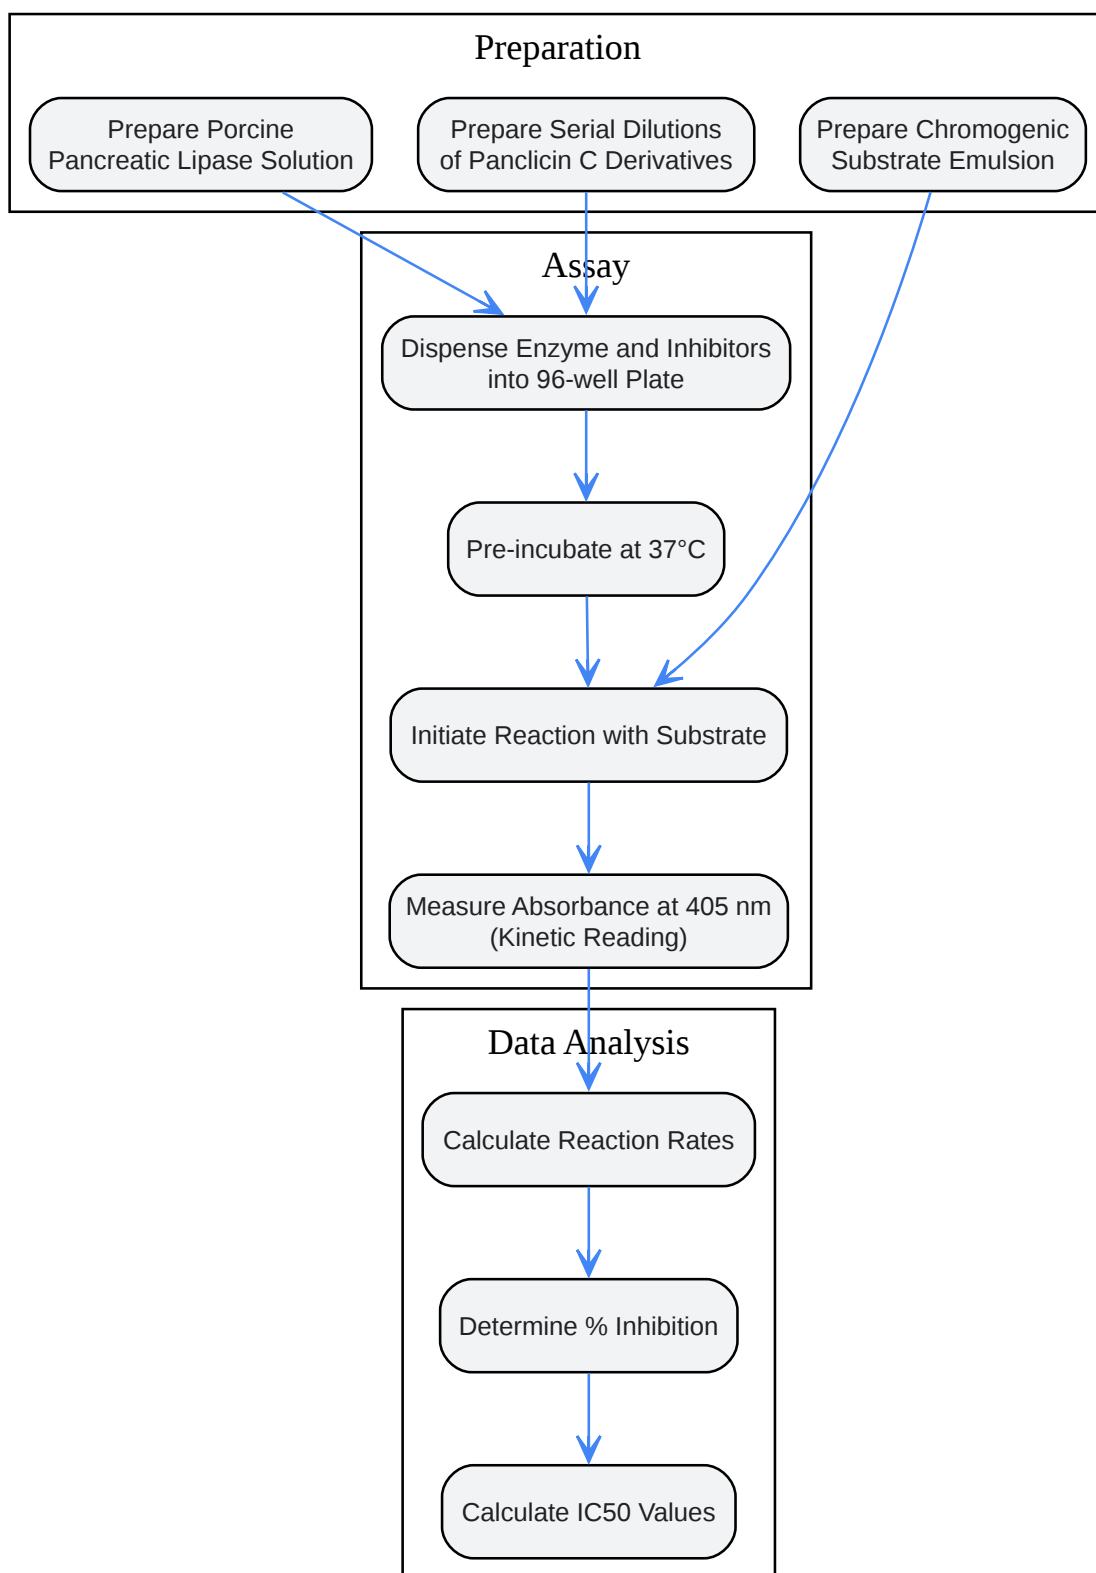 Preparation
Prepare Porcine
Pancreatic Lipase Solution
Prepare Serial Dilutions
of Panclicin C Derivatives
Prepare Chromogenic
Substrate Emulsion
Assay
Dispense Enzyme and Inhibitors
into 96-well Plate
Pre-incubate at 37°C
Initiate Reaction with Substrate
Measure Absorbance at 405 nm
(Kinetic Reading)
Data Analysis
Calculate Reaction Rates
Determine % Inhibition
Calculate IC50 Values